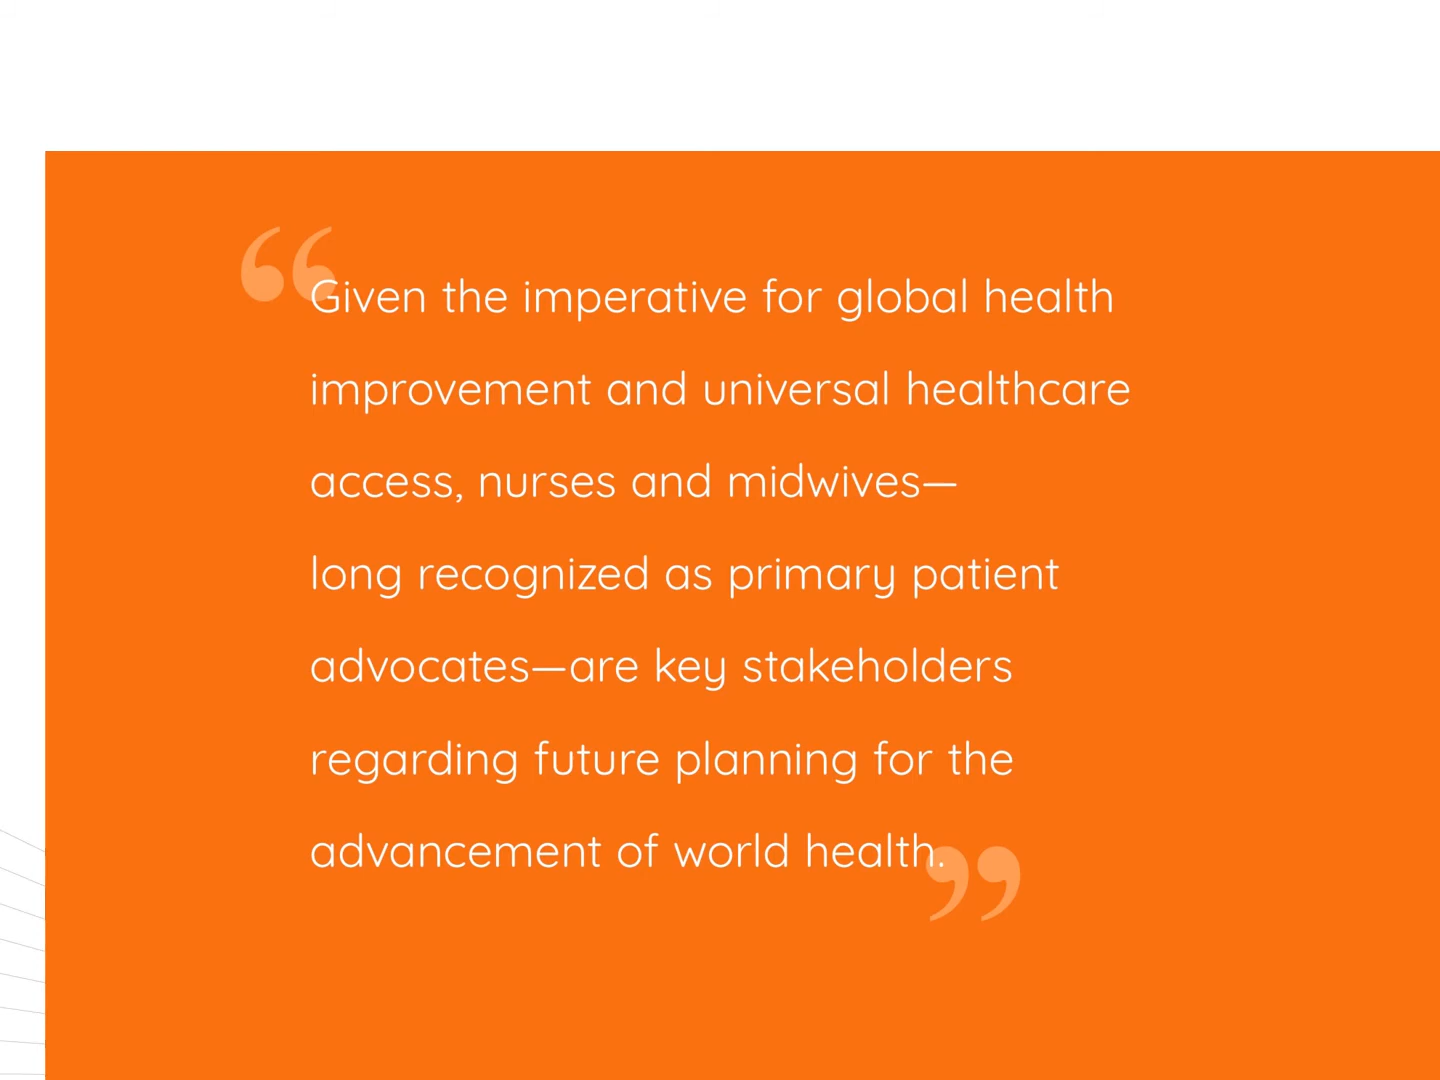 “Given the imperative for global health
improvement and universal healthcare
access, nurses and midwives—
long recognized as primary patient
advocates—are key stakeholders
regarding future planning for the
advancement of world health.”